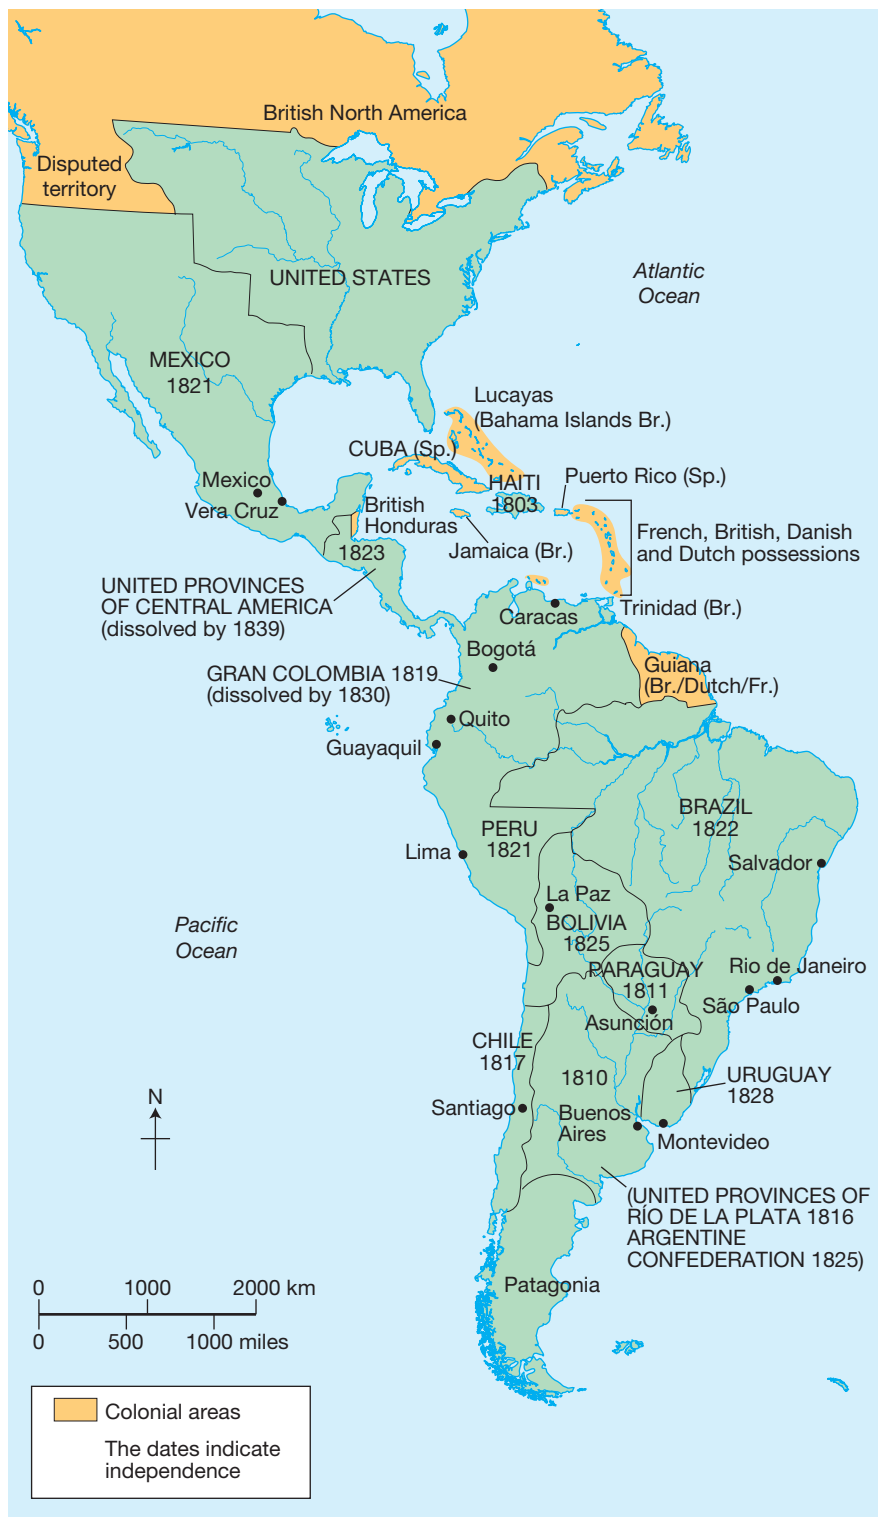 British North America
Disputed
territory
UNITED STATES
Atlantic
Ocean
MEXICO
1821
Lucayas
(Bahama Islands Br.)
CUBA (Sp.)
HAITI
1803
Puerto Rico (Sp.)
Mexico
Vera Cruz
British
Honduras
Jamaica (Br.)
French, British, Danish
and Dutch possessions
1823
UNITED PROVINCES
OF CENTRAL AMERICA
(dissolved by 1839)
Caracas
Trinidad (Br.)
Bogotá
GRAN COLOMBIA 1819
(dissolved by 1830)
Guiana
(Br./Dutch/Fr.)
Quito
Guayaquil
BRAZIL
1822
PERU
1821
Lima
Salvador
La Paz
BOLIVIA
1825
Pacific
Ocean
PARAGUAY
1811
Rio de Janeiro
São Paulo
Asunción
CHILE
1817
1810
URUGUAY
1828
Santiago
Buenos
Aires
Montevideo
N
(UNITED PROVINCES OF
RÍO DE LA PLATA 1816
ARGENTINE
CONFEDERATION 1825)
Patagonia
0 1000 2000 km
0 500 1000 miles
Colonial areas
The dates indicate
independence